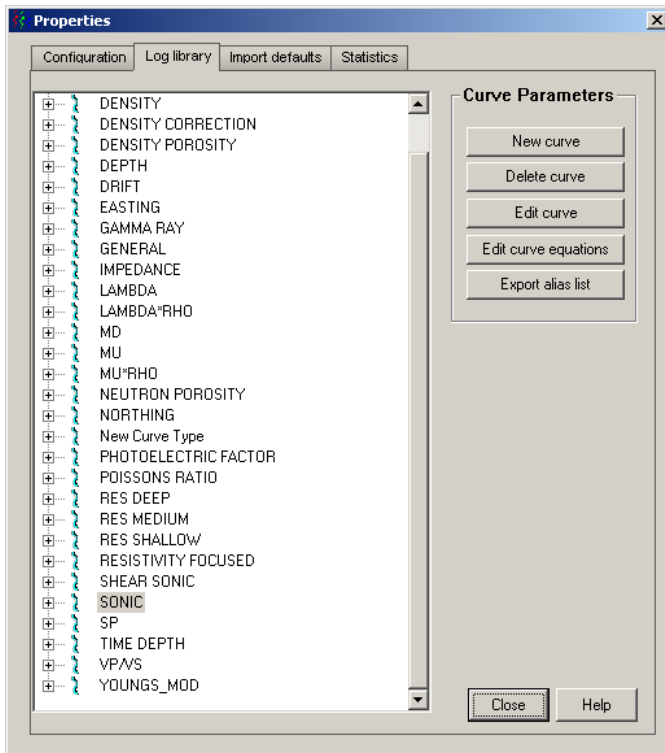 Properties
Configuration Log library Import defaults Statistics
DENSITY
DENSITY CORRECTION
DENSITY POROSITY
DEPTH
DRIFT
EASTING
GAMMA RAY
GENERAL
IMPEDANCE
LAMBDA
LAMBDA*RHO
MD
MU
MU*RHO
NEUTRON POROSITY
NORTHING
New Curve Type
PHOTOELECTRIC FACTOR
POISSONS RATIO
RES DEEP
RES MEDIUM
RES SHALLOW
RESISTIVITY FOCUSED
SHEAR SONIC
SONIC
SP
TIME DEPTH
VP/VS
YOUNGS_MOD
Curve Parameters
New curve
Delete curve
Edit curve
Edit curve equations
Export alias list
Close Help